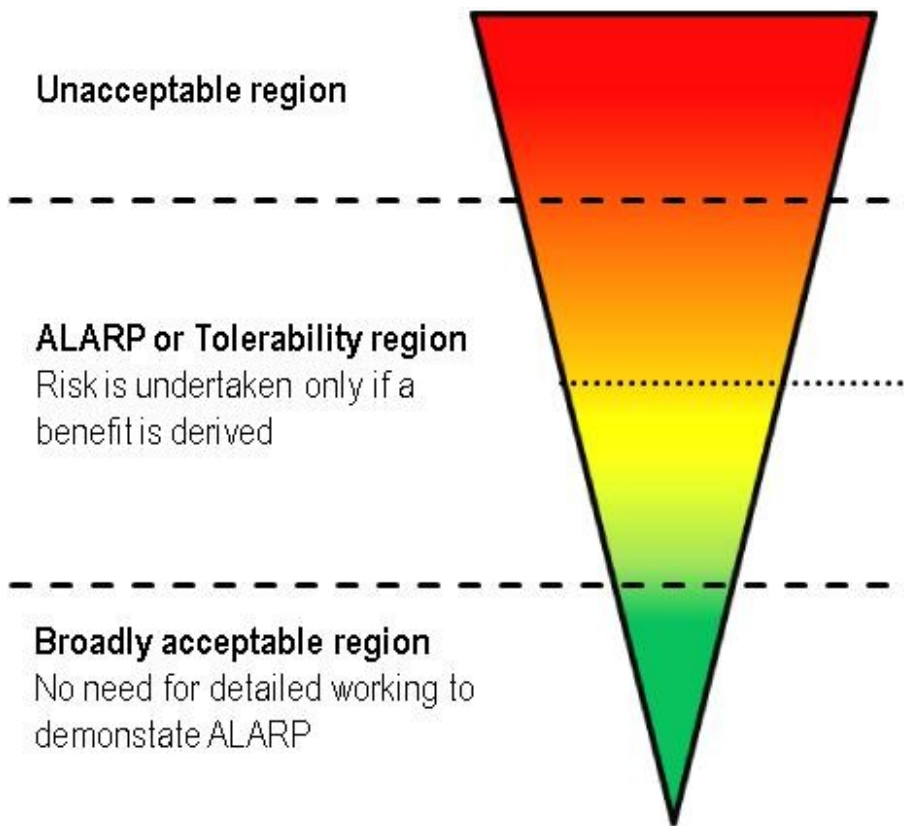 Unacceptable region
ALARP or Tolerability region
Risk is undertaken only if a
benefit is derived
Broadly acceptable region
No need for detailed working to
demonstate ALARP